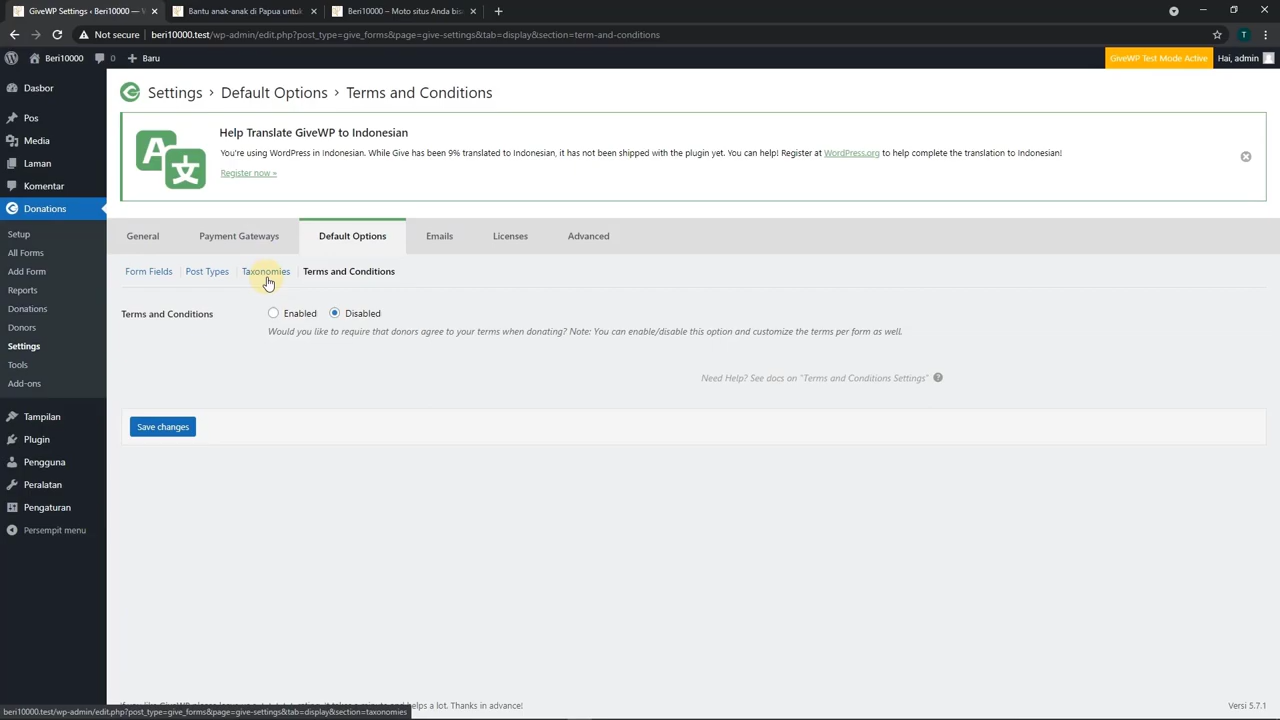 GiveWP Settings ‹ Beri10000 — W
Bantu anak-anak di Papua untuk
Beri10000 – Moto situs Anda bis
Not secure
beri10000.test/wp-admin/edit.php?post_type=give_forms&page=give-settings&tab=display&section=term-and-conditions
T
Beri10000
0
Baru
GiveWP Test Mode Active
Hai, admin
Dasbor
Pos
Media
Laman
Komentar
Donations
Setup
All Forms
Add Form
Reports
Donations
Donors
Settings
Tools
Add-ons
Tampilan
Plugin
Pengguna
Peralatan
Pengaturan
Persempit menu
Settings › Default Options › Terms and Conditions
A 文
Help Translate GiveWP to Indonesian
You're using WordPress in Indonesian. While Give has been 9% translated to Indonesian, it has not been shipped with the plugin yet. You can help! Register at WordPress.org to help complete the translation to Indonesian!
Register now »
General
Payment Gateways
Default Options
Emails
Licenses
Advanced
Form Fields | Post Types | Taxonomies | Terms and Conditions
Terms and Conditions
Enabled
Disabled
Would you like to require that donors agree to your terms when donating? Note: You can enable/disable this option and customize the terms per form as well.
Need Help? See docs on "Terms and Conditions Settings" ?
Save changes
helps a lot. Thanks in advance!
Versi 5.7.1
beri10000.test/wp-admin/edit.php?post_type=give_forms&page=give-settings&tab=display&section=taxonomies